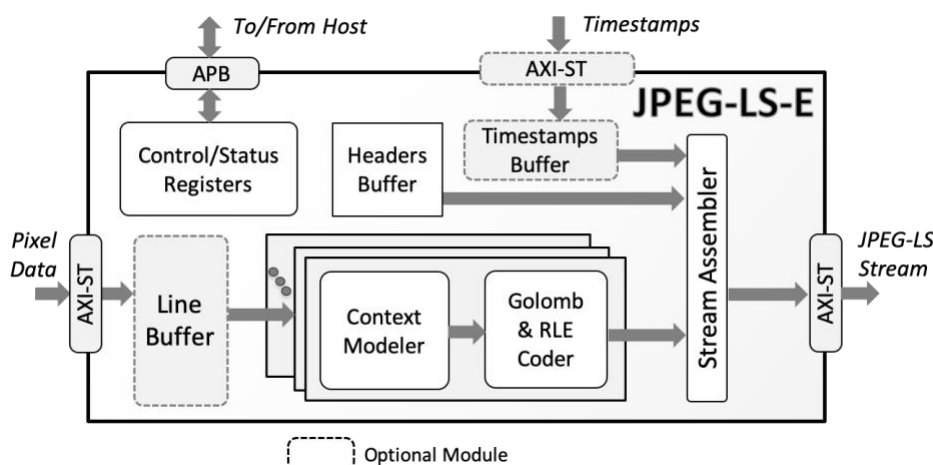 To/From Host
Timestamps
APB
AXI-ST
JPEG-LS-E
Control/Status
Registers
Headers
Buffer
Timestamps
Buffer
Stream Assembler
Pixel
Data
AXI-ST
Line
Buffer
Context
Modeler
Golomb
& RLE
Coder
AXI-ST
JPEG-LS
Stream
Optional Module